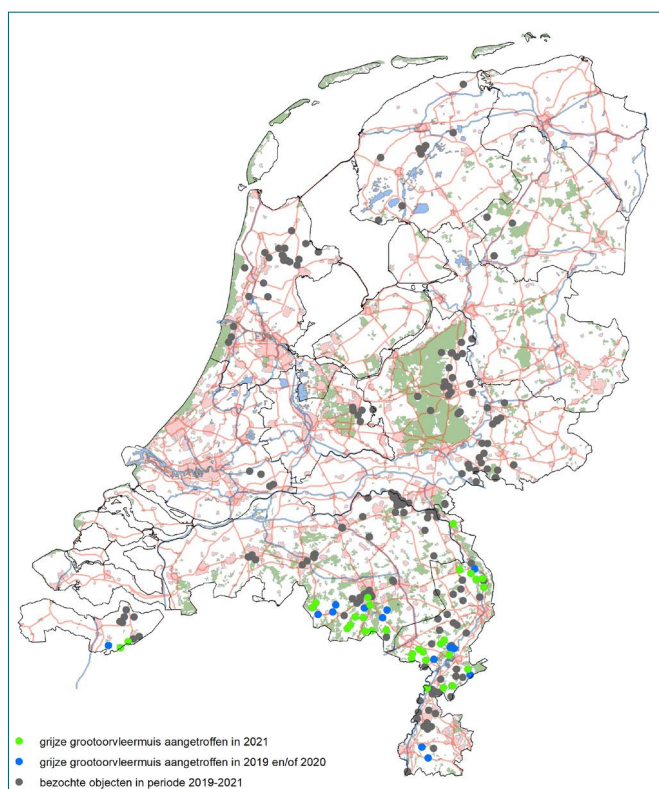 grijze grootoorvleermuis aangetroffen in 2021
grijze grootoorvleermuis aangetroffen in 2019 en/of 2020
bezochte objecten in periode 2019-2021